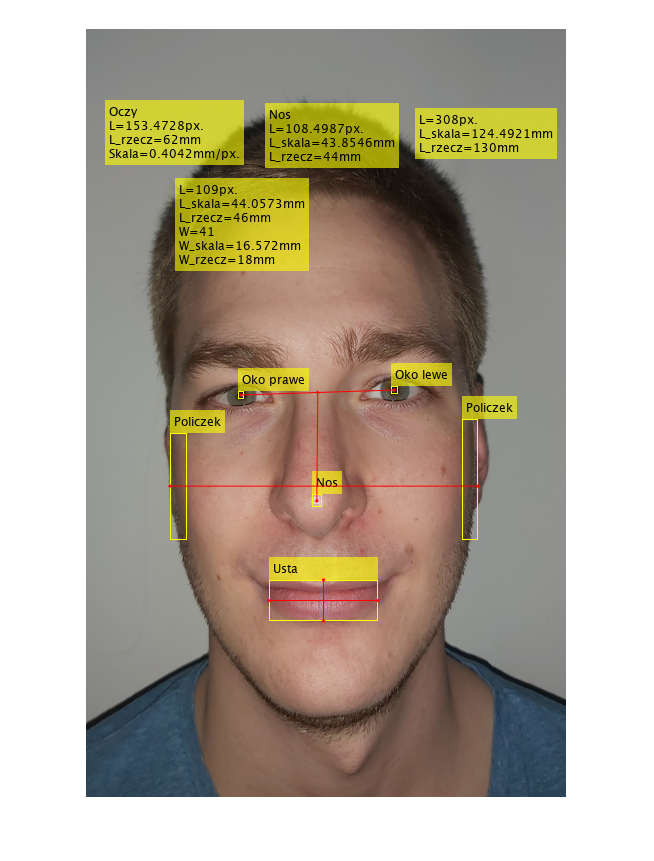 Oczy
L=153.4728px.
L_rzecz=62mm
Skala=0.4042mm/px.
Nos
L=108.4987px.
L_skala=43.8546mm
L_rzecz=44mm
L=308px.
L_skala=124.4921mm
L_rzecz=130mm
L=109px.
L_skala=44.0573mm
L_rzecz=46mm
W=41
W_skala=16.572mm
W_rzecz=18mm
Oko prawe
Oko lewe
Policzek
Policzek
Nos
Usta